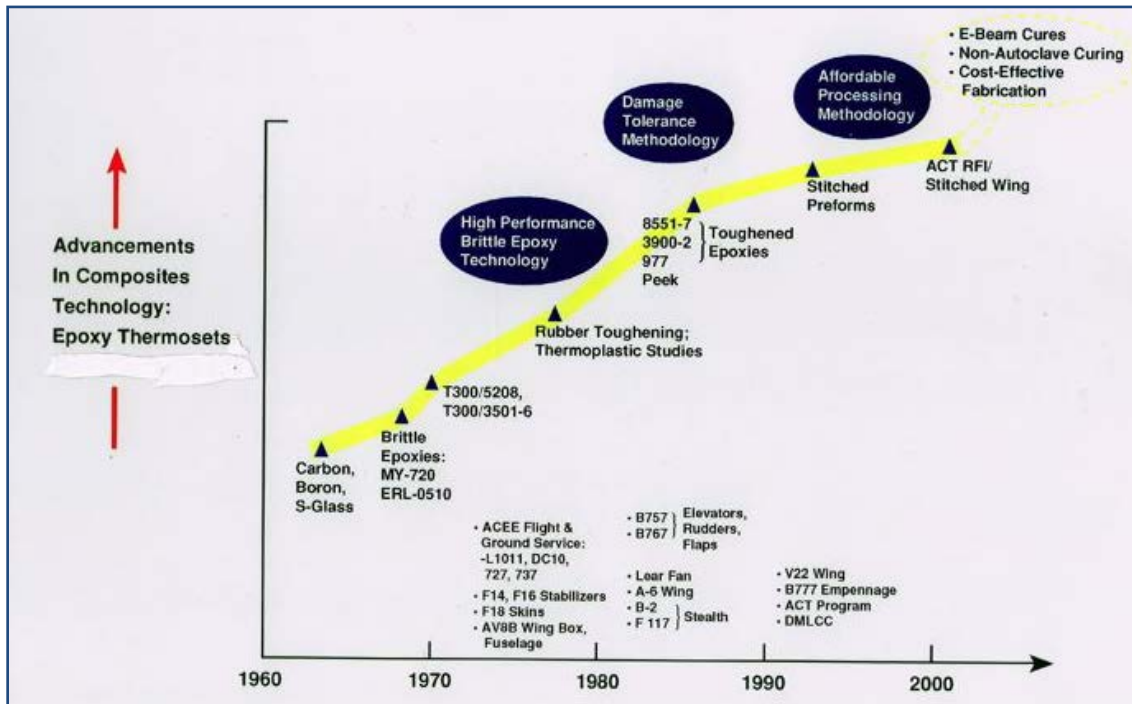 • E-Beam Cures
• Non-Autoclave Curing
• Cost-Effective
Fabrication
Affordable
Processing
Methodology
Damage
Tolerance
Methodology
High Performance
Brittle Epoxy
Technology
Advancements
In Composites
Technology:
Epoxy Thermosets
ACT RFI/
Stitched Wing
Stitched
Preforms
8551-7
3900-2
977
Peek
Toughened
Epoxies
Rubber Toughening;
Thermoplastic Studies
T300/5208,
T300/3501-6
Brittle
Epoxies:
MY-720
ERL-0510
Carbon,
Boron,
S-Glass
• ACEE Flight &
Ground Service:
-L1011, DC10,
727, 737
• F14, F16 Stabilizers
• F18 Skins
• AV8B Wing Box,
Fuselage
• B757
• B767
Elevators,
Rudders,
Flaps
• Lear Fan
• A-6 Wing
• B-2
• F 117
Stealth
• V22 Wing
• B777 Empennage
• ACT Program
• DMLCC
1960
1970
1980
1990
2000